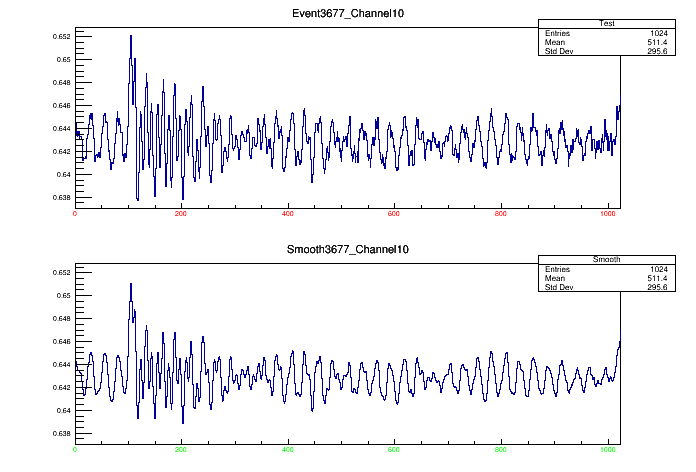 Event3677_Channel10
Test
Entries 1024
Mean 511.4
Std Dev 295.6
0.652
0.65
0.648
0.646
0.644
0.642
0.64
0.638
0 200 400 600 800 1000
Smooth3677_Channel10
Smooth
Entries 1024
Mean 511.4
Std Dev 295.6
0.652
0.65
0.648
0.646
0.644
0.642
0.64
0.638
0 200 400 600 800 1000